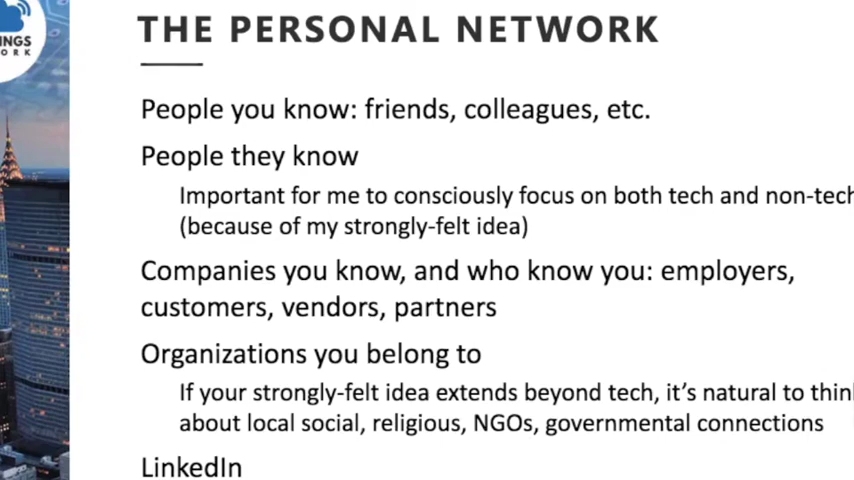 INGS
ORK
THE PERSONAL NETWORK
People you know: friends, colleagues, etc.
People they know
Important for me to consciously focus on both tech and non-tech
(because of my strongly-felt idea)
Companies you know, and who know you: employers,
customers, vendors, partners
Organizations you belong to
If your strongly-felt idea extends beyond tech, it's natural to think
about local social, religious, NGOs, governmental connections
LinkedIn